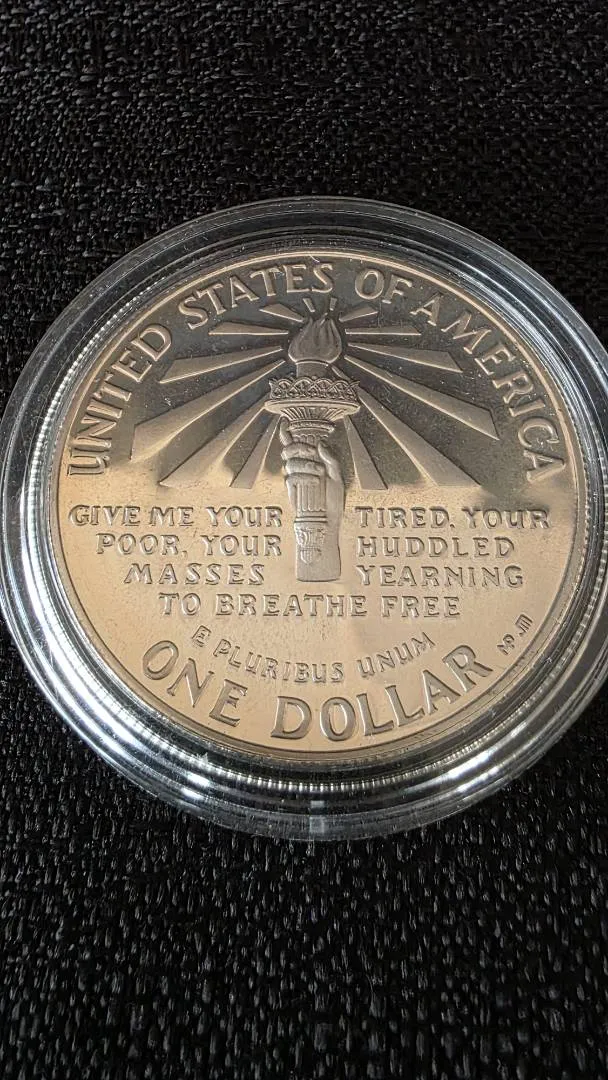 UNITED STATES OF AMERICA
GIVE ME YOUR TIRED, YOUR
POOR, YOUR HUDDLED
MASSES YEARNING
TO BREATHE FREE
E PLURIBUS UNUM
ONE DOLLAR